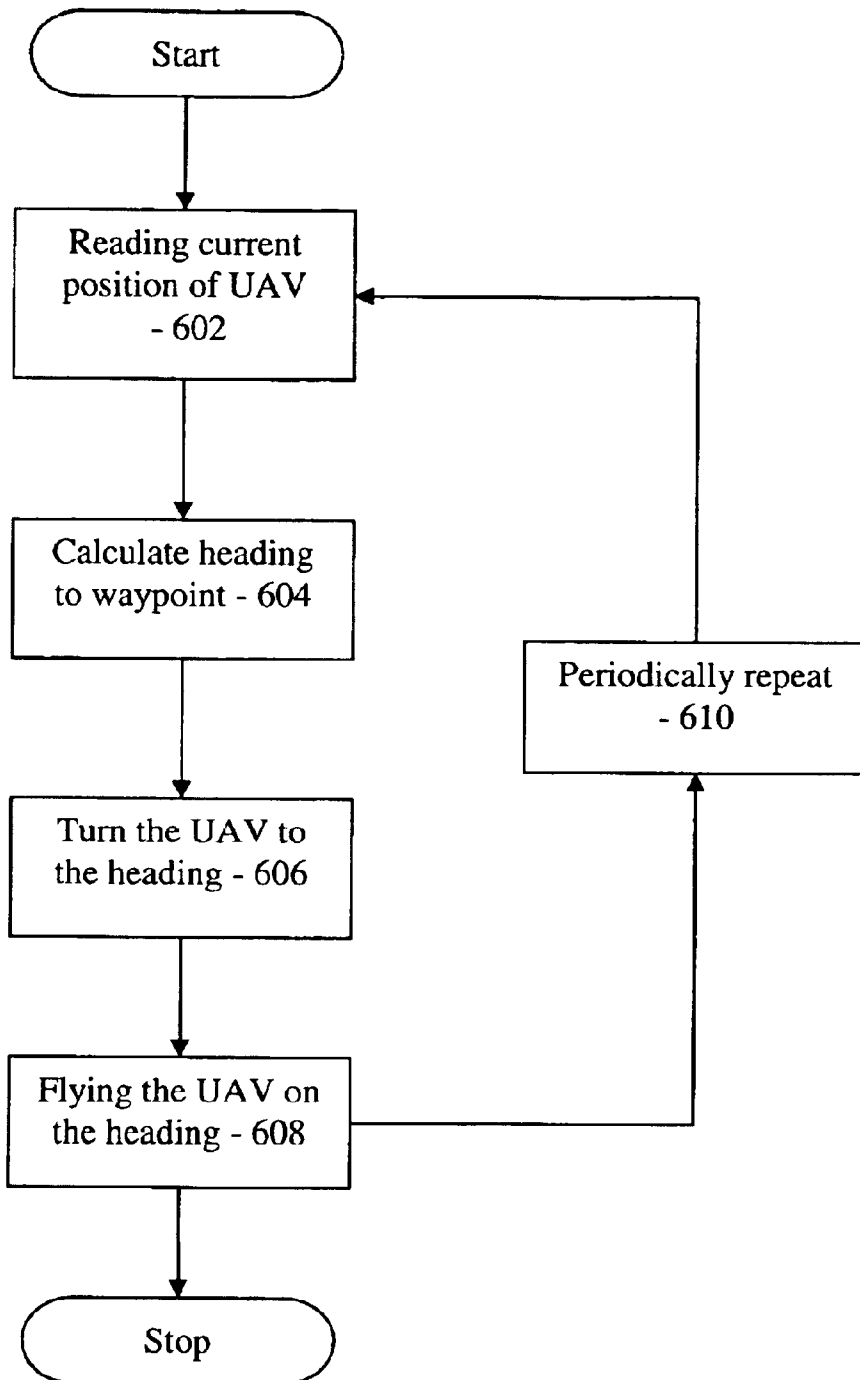 Start
Reading current
position of UAV
- 602
Calculate heading
to waypoint - 604
Periodically repeat
- 610
Turn the UAV to
the heading - 606
Flying the UAV on
the heading - 608
Stop